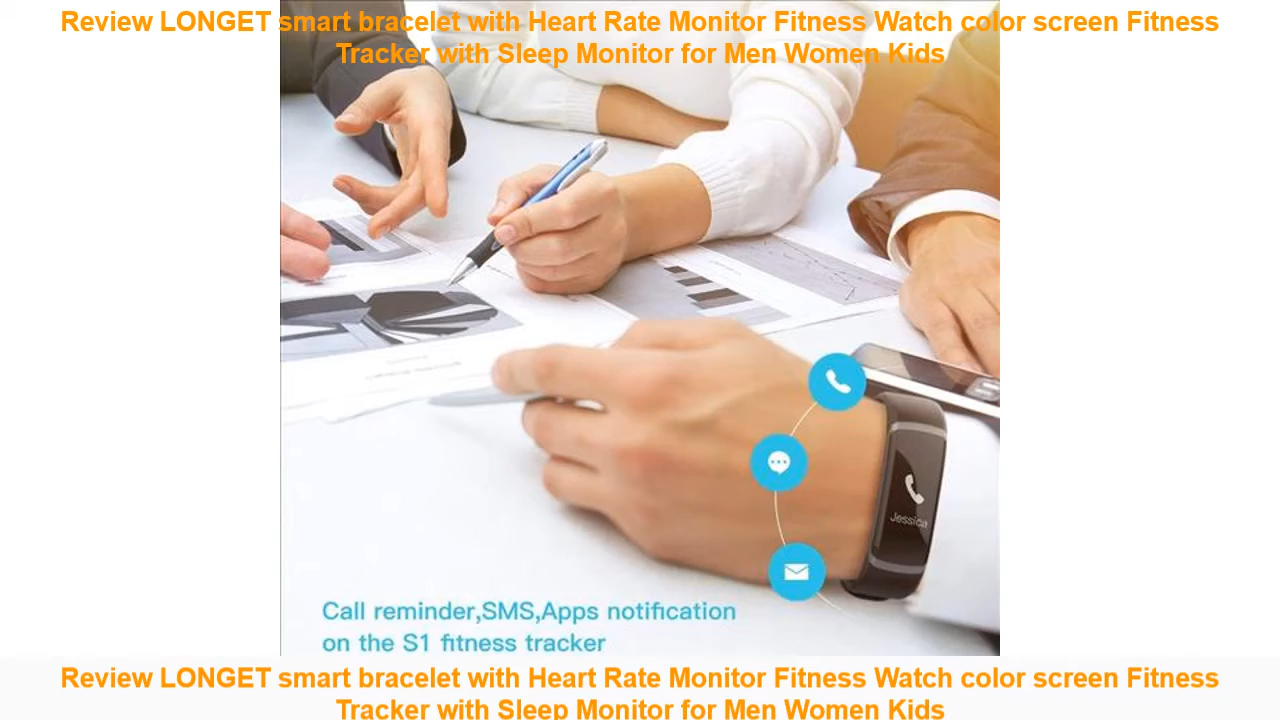 Review LONGET smart bracelet with Heart Rate Monitor Fitness Watch color screen Fitness
Tracker with Sleep Monitor for Men Women Kids
Jessica
Call reminder,SMS,Apps notification
on the S1 fitness tracker
Review LONGET smart bracelet with Heart Rate Monitor Fitness Watch color screen Fitness
Tracker with Sleep Monitor for Men Women Kids